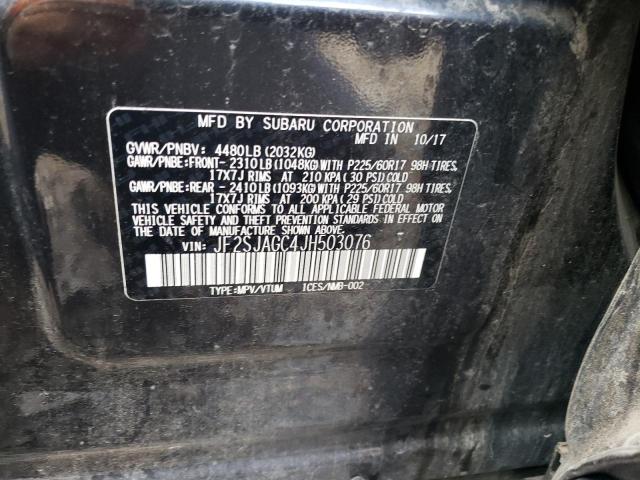 MFD BY SUBARU CORPORATION
MFD IN 10/17
GVWR/PNBV: 4480LB (2032KG)
GAWR/PNBE:FRONT- 2310LB (1048KG) WITH P225/60R17 98H TIRES,
17X7J RIMS AT 210 KPA (30 PSI) COLD
GAWR/PNBE:REAR - 2410LB (1093KG) WITH P225/60R17 98H TIRES,
17X7J RIMS AT 200 KPA (29 PSI) COLD
THIS VEHICLE CONFORMS TO ALL APPLICABLE FEDERAL MOTOR
VEHICLE SAFETY AND THEFT PREVENTION STANDARDS IN EFFECT ON
THE DATE OF MANUFACTURE SHOWN ABOVE.
VIN: JF2SJAGC4JH503076
TYPE:MPV/VTUM ICES/NMB-002